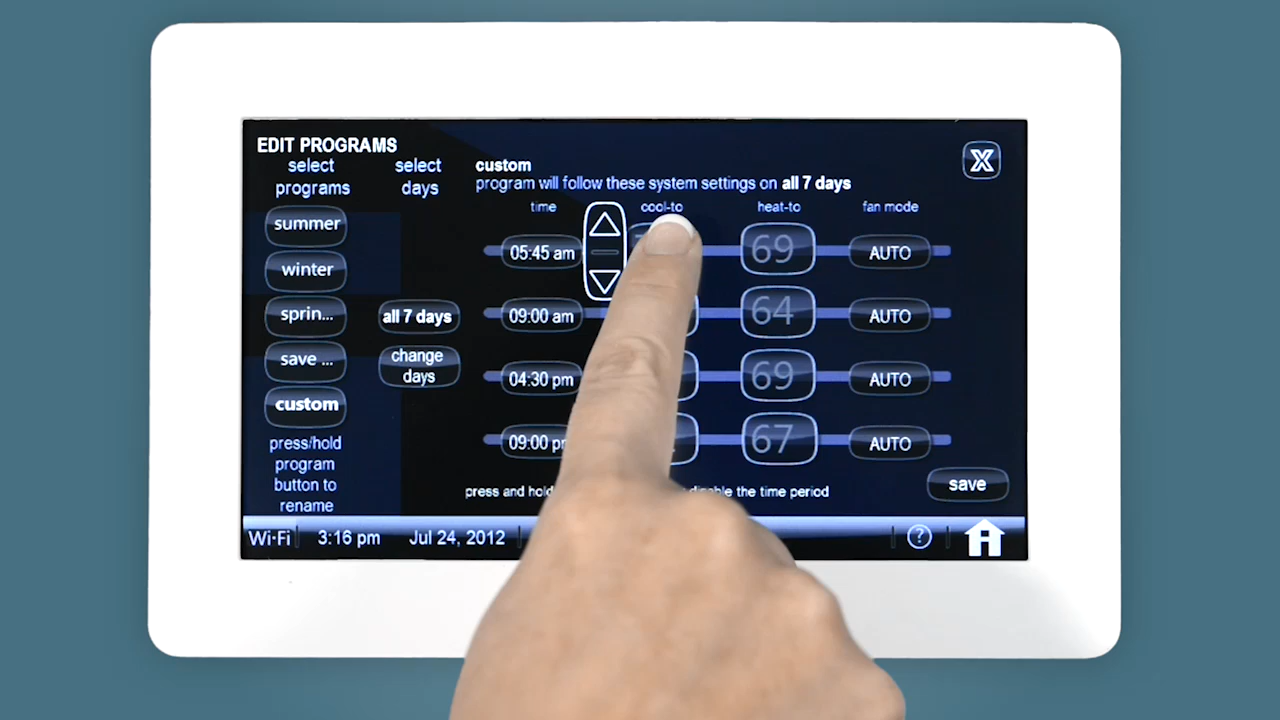 EDIT PROGRAMS
select
programs
select
days
custom
program will follow these system settings on all 7 days
time
cool-to
heat-to
fan mode
summer
winter
sprin...
save ...
custom
all 7 days
change
days
05:45 am
69
AUTO
09:00 am
64
AUTO
04:30 pm
69
AUTO
09:00
67
AUTO
press/hold
program
button to
rename
press and hold
the time period
save
X
Wi-Fi
3:16 pm
Jul 24, 2012
?